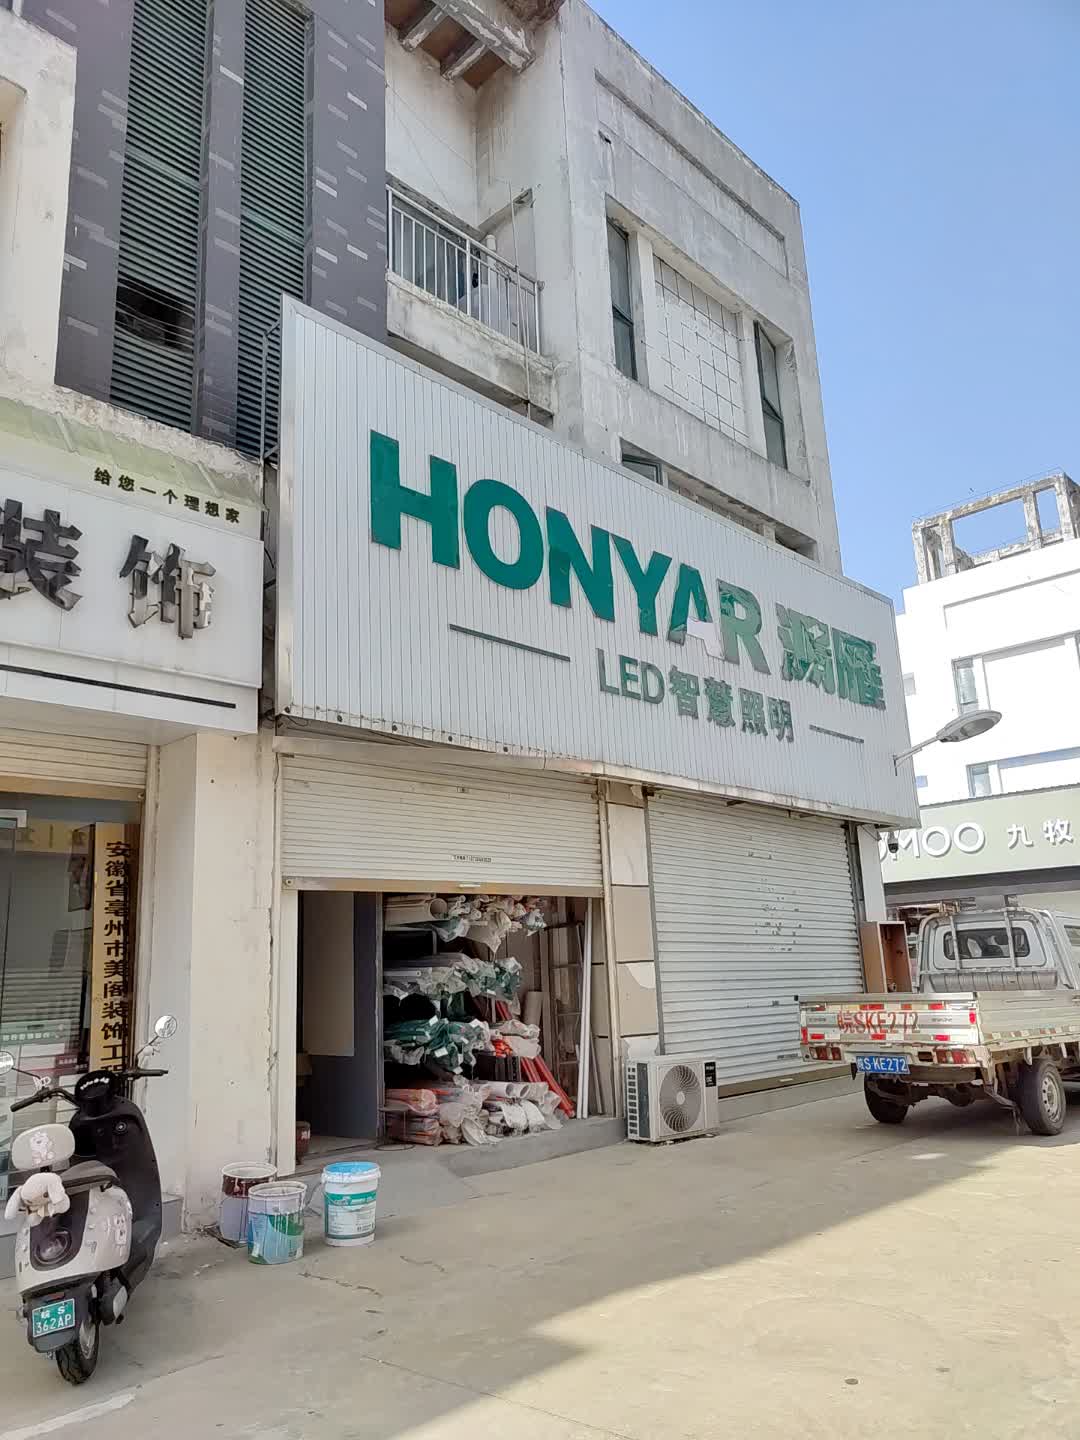 给您一个理想家
装饰
HONYAR 鸿雁
LED智慧照明
安徽省亳州市美阁装饰工程
MOO 九牧
皖SKE272
皖S KE272
皖 S
362AP